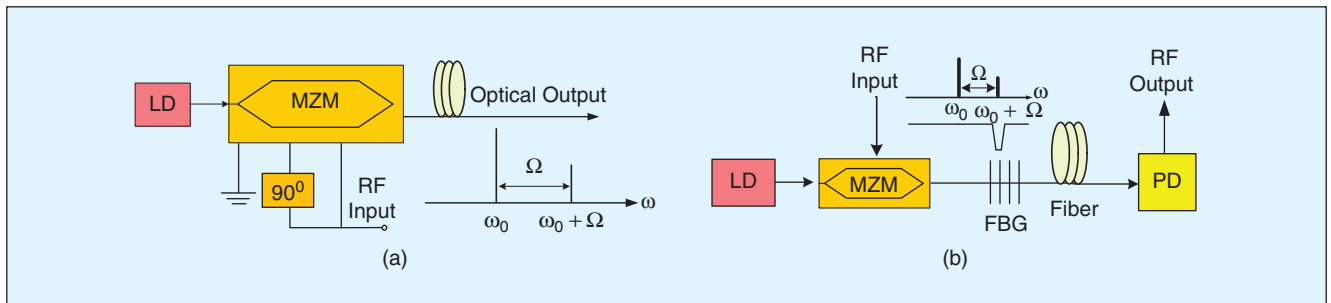 LD
MZM
Optical Output
90⁰
RF
Input
Ω
ω
ω₀
ω₀ + Ω
(a)
RF
Input
Ω
ω
ω₀ ω₀ + Ω
RF
Output
LD
MZM
PD
FBG
Fiber
(b)